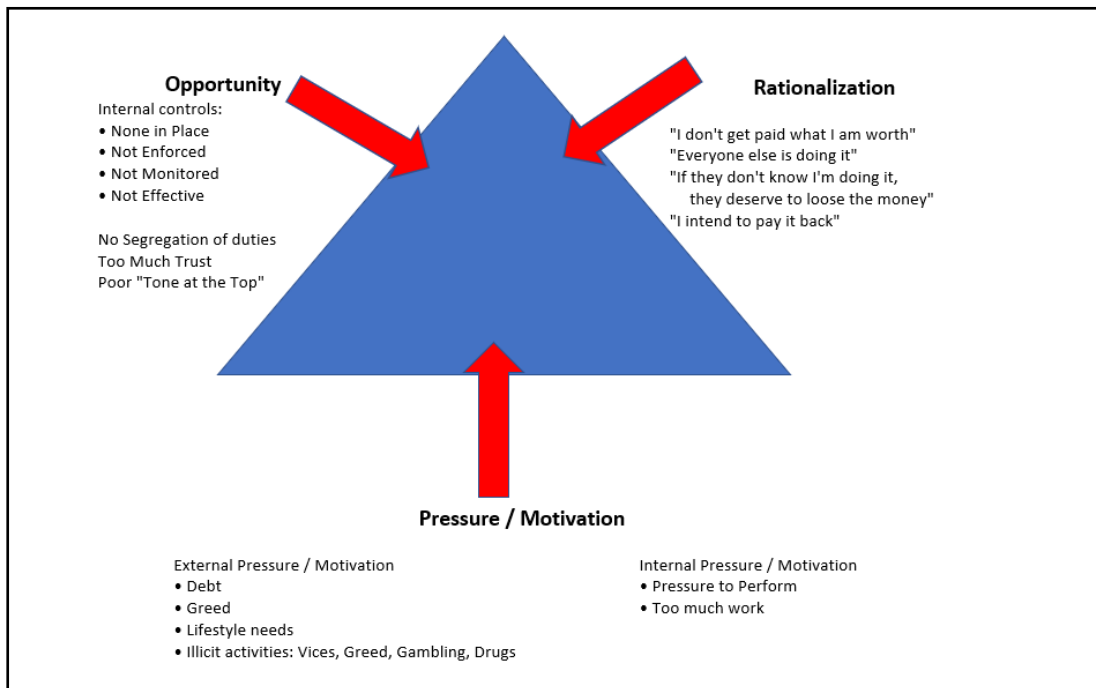 Opportunity
Internal controls:
• None in Place
• Not Enforced
• Not Monitored
• Not Effective
No Segregation of duties
Too Much Trust
Poor "Tone at the Top"
Rationalization
"I don't get paid what I am worth"
"Everyone else is doing it"
"If they don't know I'm doing it,
they deserve to loose the money"
"I intend to pay it back"
Pressure / Motivation
External Pressure / Motivation
• Debt
• Greed
• Lifestyle needs
• Illicit activities: Vices, Greed, Gambling, Drugs
Internal Pressure / Motivation
• Pressure to Perform
• Too much work